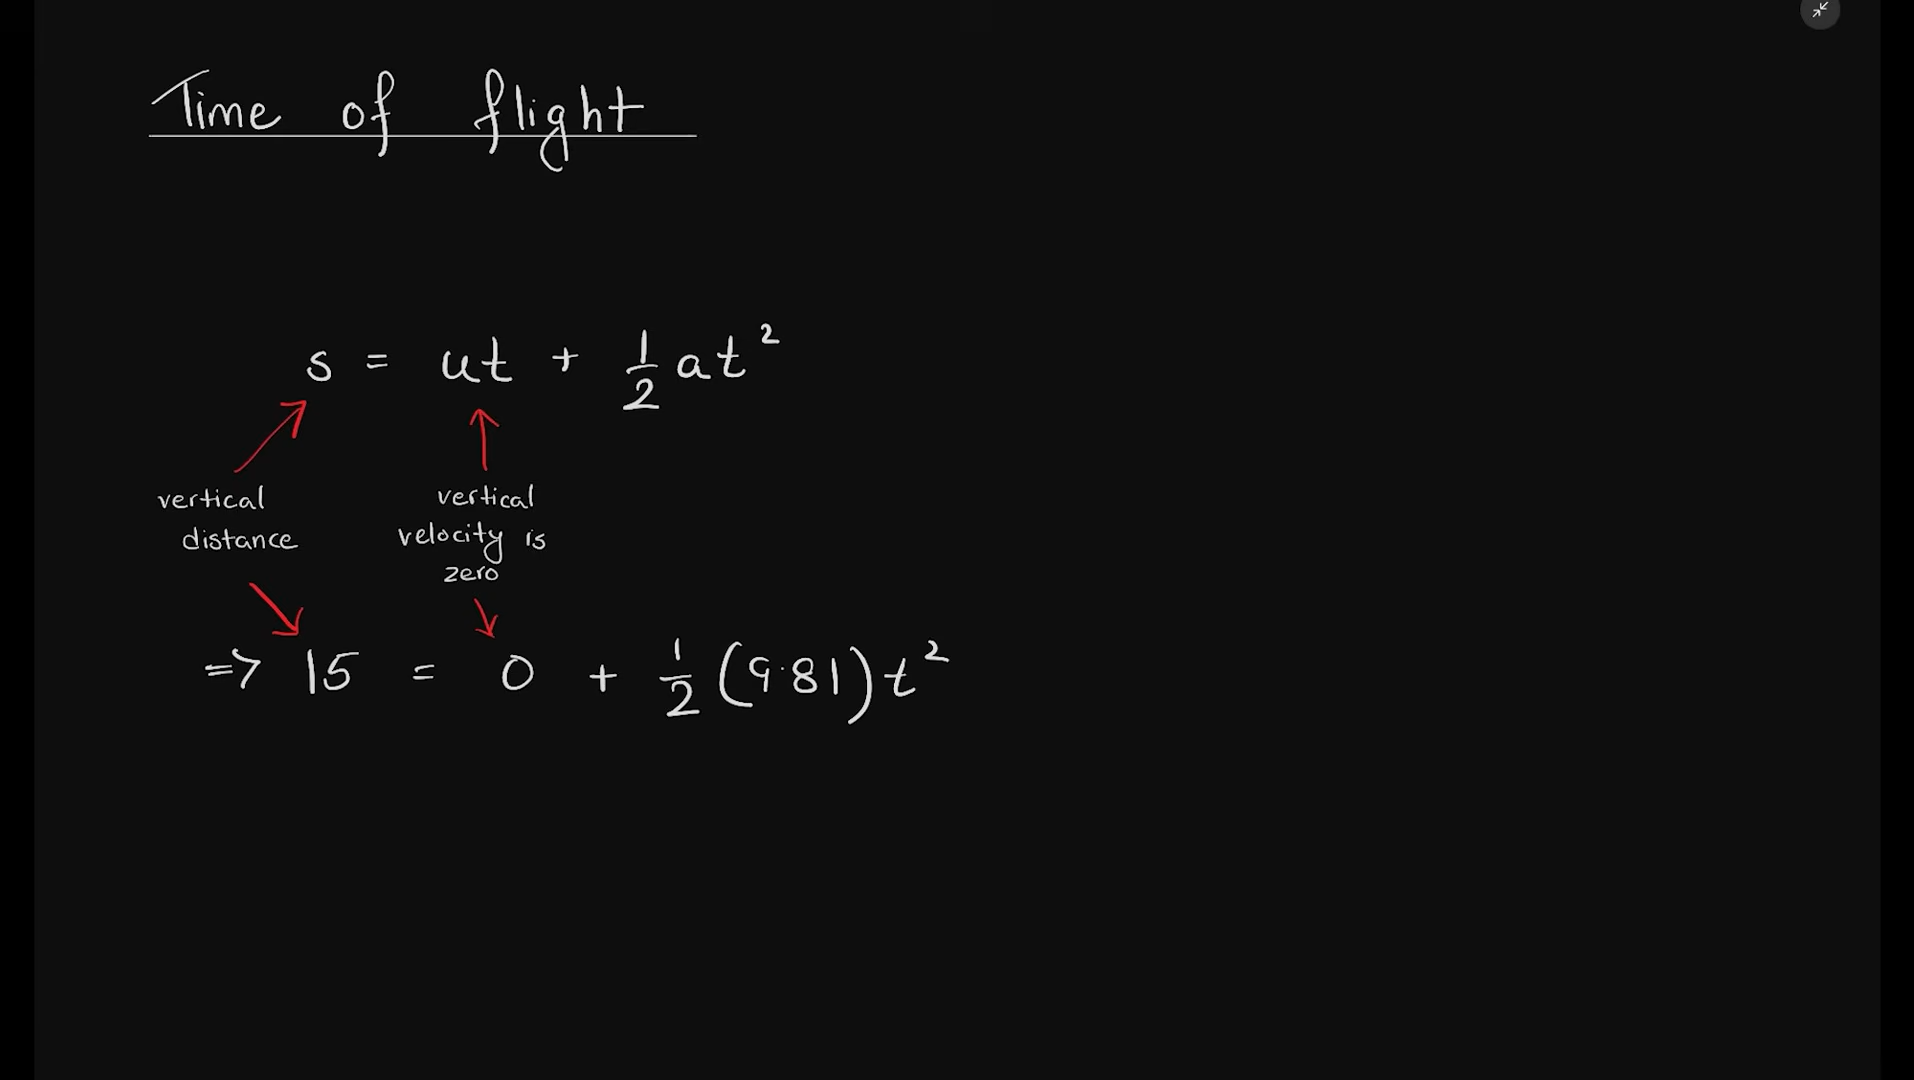 Time of flight
s = ut + 1/2 at²
vertical distance
vertical velocity is zero
=> 15 = 0 + 1/2 (9·81)t²